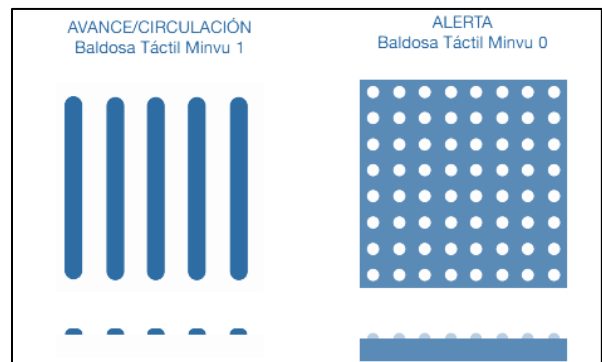 AVANCE/CIRCULACIÓN
Baldosa Táctil Minvu 1
ALERTA
Baldosa Táctil Minvu 0